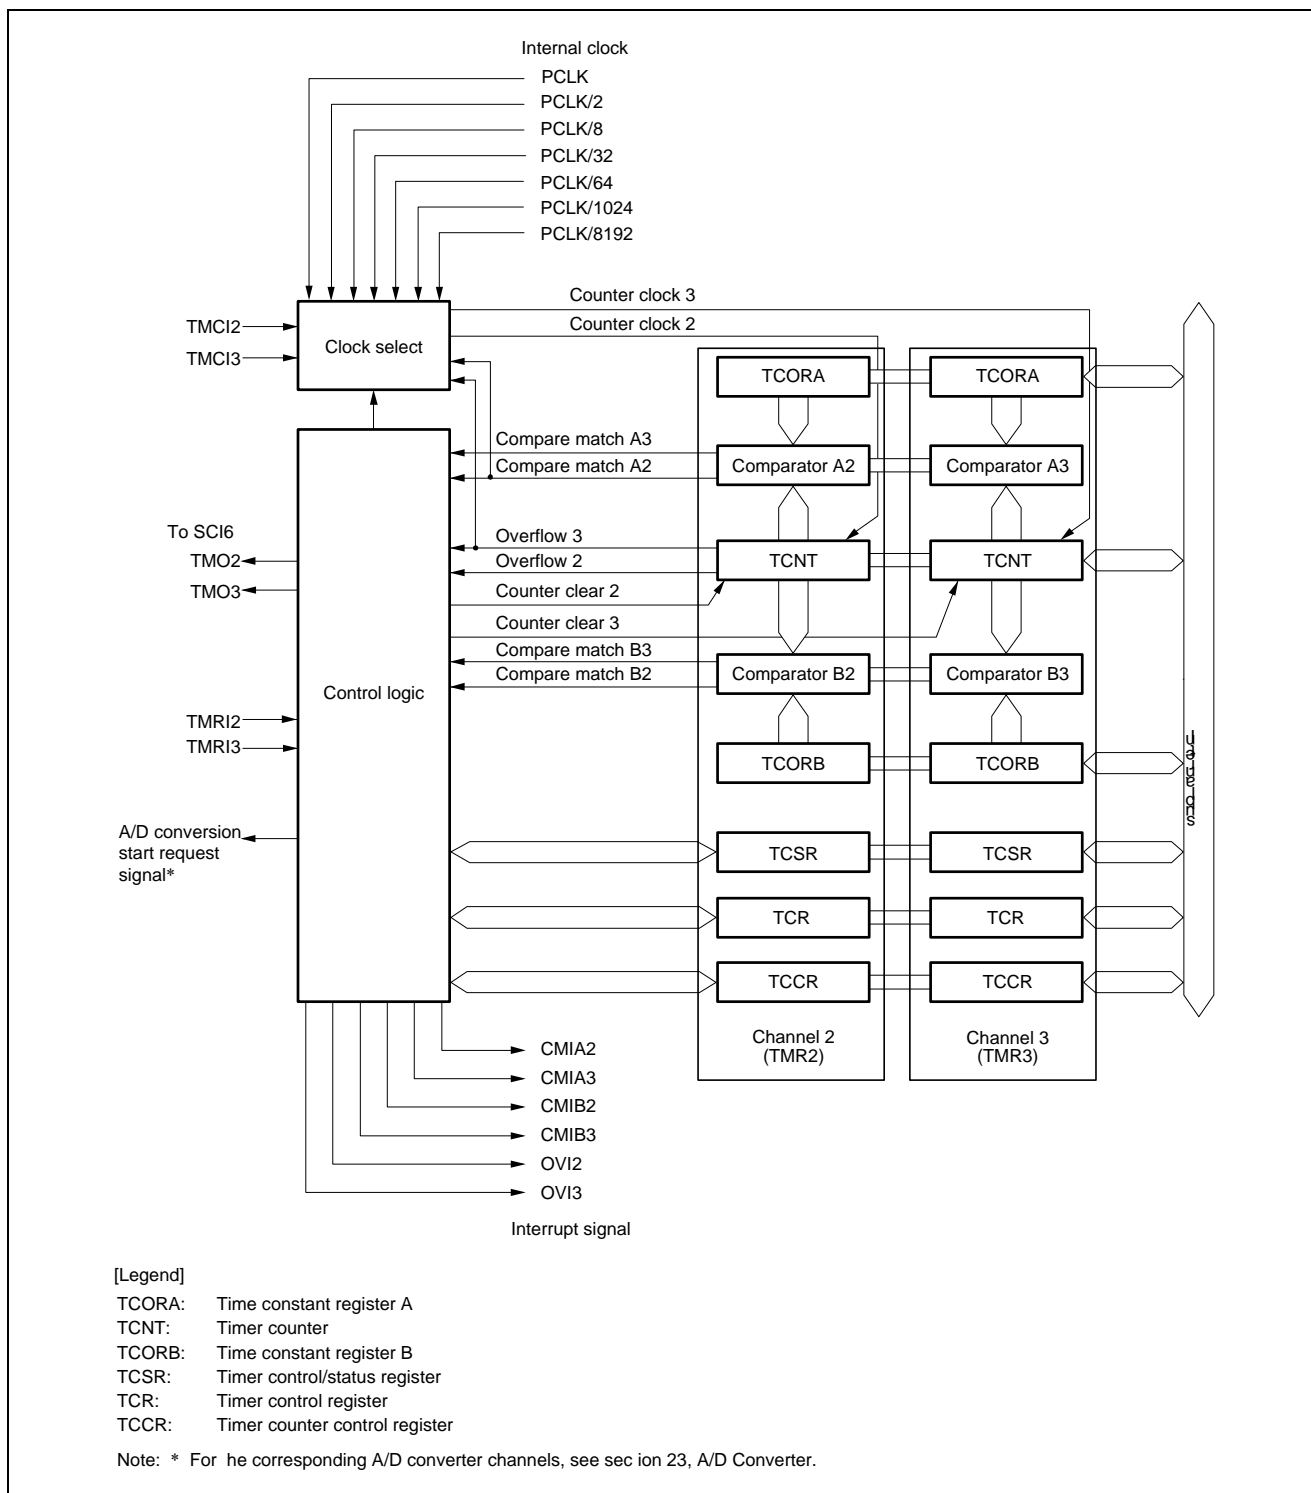 Internal clock
PCLK
PCLK/2
PCLK/8
PCLK/32
PCLK/64
PCLK/1024
PCLK/8192
Counter clock 3
Counter clock 2
TMCI2
TMCI3
Clock select
TCORA
TCORA
Compare match A3
Compare match A2
Comparator A2
Comparator A3
To SCI6
TMO2
TMO3
Overflow 3
Overflow 2
TCNT
TCNT
Counter clear 2
Counter clear 3
Compare match B3
Compare match B2
Comparator B2
Comparator B3
Control logic
TMRI2
TMRI3
TCORB
TCORB
A/D conversion
start request
signal*
TCSR
TCSR
TCR
TCR
TCCR
TCCR
Channel 2
(TMR2)
Channel 3
(TMR3)
CMIA2
CMIA3
CMIB2
CMIB3
OVI2
OVI3
Interrupt signal
[Legend]
TCORA: Time constant register A
TCNT: Timer counter
TCORB: Time constant register B
TCSR: Timer control/status register
TCR: Timer control register
TCCR: Timer counter control register
Note: * For he corresponding A/D converter channels, see sec ion 23, A/D Converter.